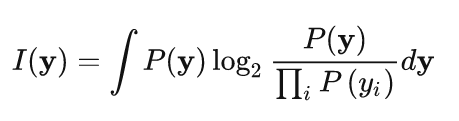 I(𝐲) = ∫ P(𝐲) log₂ P(𝐲) / ∏ᵢ P(yᵢ) d𝐲